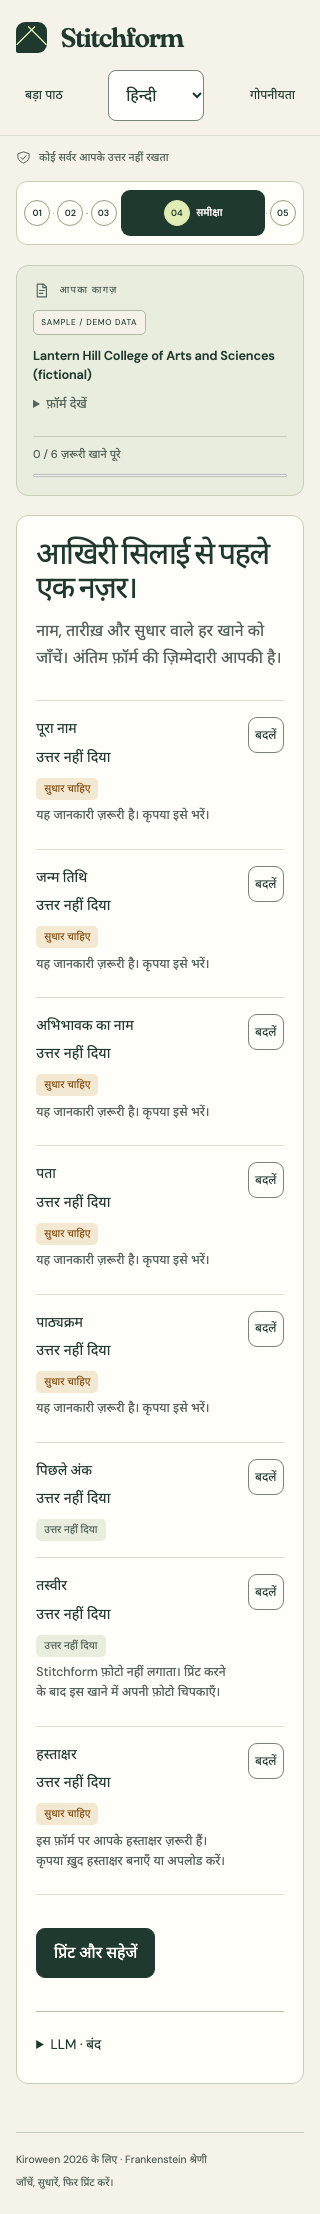 Stitchform
बड़ा पाठ
हिन्दी
गोपनीयता
कोई सर्वर आपके उत्तर नहीं रखता
01
02
03
04 समीक्षा
05
आपका कागज़
SAMPLE / DEMO DATA
Lantern Hill College of Arts and Sciences
(fictional)
▶ फ़ॉर्म देखें
0 / 6 ज़रूरी खाने पूरे
आखिरी सिलाई से पहले
एक नज़र।
नाम, तारीख़ और सुधार वाले हर खाने को
जाँचें। अंतिम फ़ॉर्म की ज़िम्मेदारी आपकी है।
पूरा नाम
बदलें
उत्तर नहीं दिया
सुधार चाहिए
यह जानकारी ज़रूरी है। कृपया इसे भरें।
जन्म तिथि
बदलें
उत्तर नहीं दिया
सुधार चाहिए
यह जानकारी ज़रूरी है। कृपया इसे भरें।
अभिभावक का नाम
बदलें
उत्तर नहीं दिया
सुधार चाहिए
यह जानकारी ज़रूरी है। कृपया इसे भरें।
पता
बदलें
उत्तर नहीं दिया
सुधार चाहिए
यह जानकारी ज़रूरी है। कृपया इसे भरें।
पाठ्यक्रम
बदलें
उत्तर नहीं दिया
सुधार चाहिए
यह जानकारी ज़रूरी है। कृपया इसे भरें।
पिछले अंक
बदलें
उत्तर नहीं दिया
उत्तर नहीं दिया
तस्वीर
बदलें
उत्तर नहीं दिया
उत्तर नहीं दिया
Stitchform फ़ोटो नहीं लगाता। प्रिंट करने
के बाद इस खाने में अपनी फ़ोटो चिपकाएँ।
हस्ताक्षर
बदलें
उत्तर नहीं दिया
सुधार चाहिए
इस फ़ॉर्म पर आपके हस्ताक्षर ज़रूरी हैं।
कृपया ख़ुद हस्ताक्षर बनाएँ या अपलोड करें।
प्रिंट और सहेजें
▶ LLM · बंद
Kiroween 2026 के लिए · Frankenstein श्रेणी
जाँचें, सुधारें, फिर प्रिंट करें।